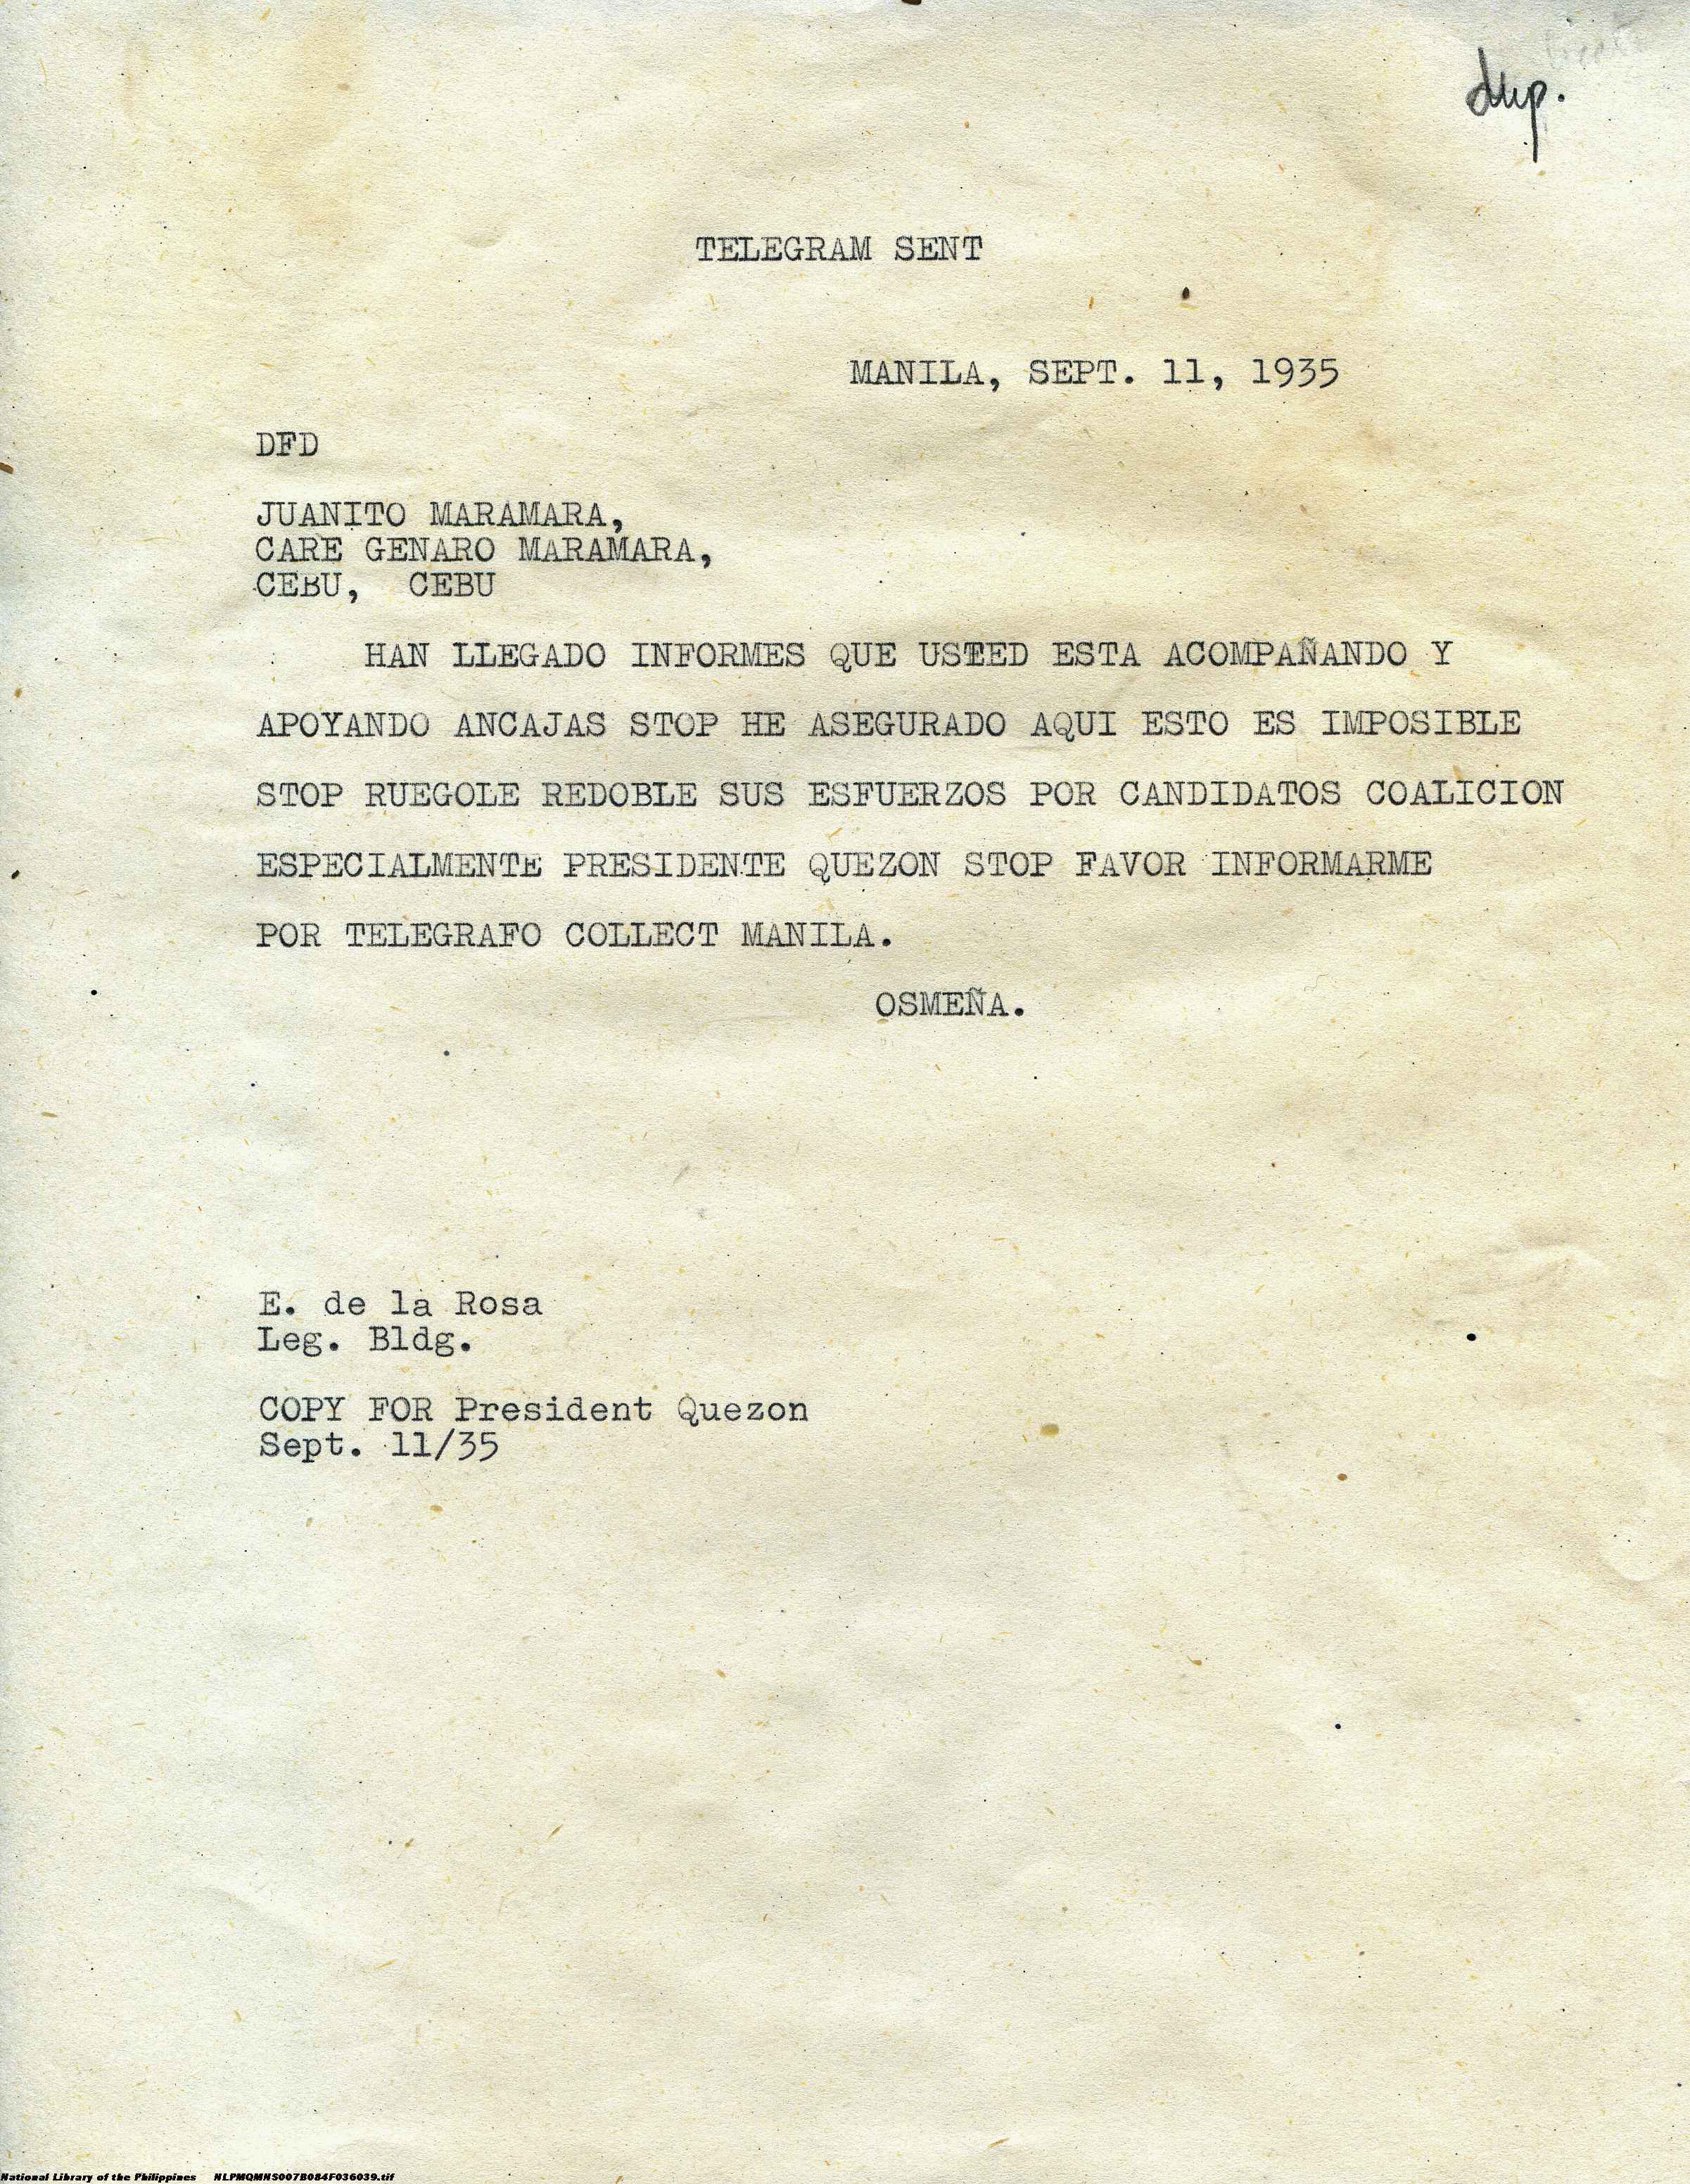 dup.
TELEGRAM SENT
MANILA, SEPT. 11, 1935
DFD
JUANITO MARAMARA,
CARE GENARO MARAMARA,
CEBU, CEBU
HAN LLEGADO INFORMES QUE USTED ESTA ACOMPAÑANDO Y
APOYANDO ANCAJAS STOP HE ASEGURADO AQUI ESTO ES IMPOSIBLE
STOP RUEGOLE REDOBLE SUS ESFUERZOS POR CANDIDATOS COALICION
ESPECIALMENTE PRESIDENTE QUEZON STOP FAVOR INFORMARME
POR TELEGRAFO COLLECT MANILA.
OSMEÑA.
E. de la Rosa
Leg. Bldg.
COPY FOR President Quezon
Sept. 11/35
National Library of the Philippines NLPMQMNS007B084F036039.tif